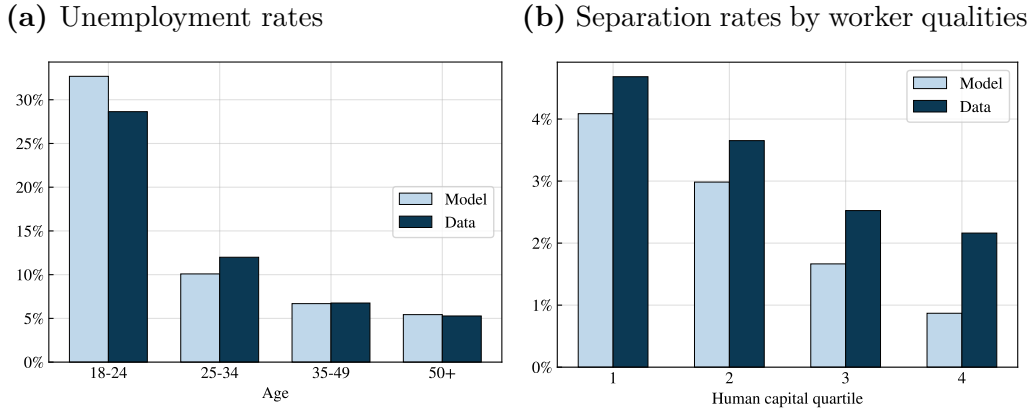 (a) Unemployment rates
30%
25%
20%
15%
10%
5%
0%
18-24 25-34 35-49 50+
Age
Model
Data
(b) Separation rates by worker qualities
4%
3%
2%
1%
0%
1 2 3 4
Human capital quartile
Model
Data